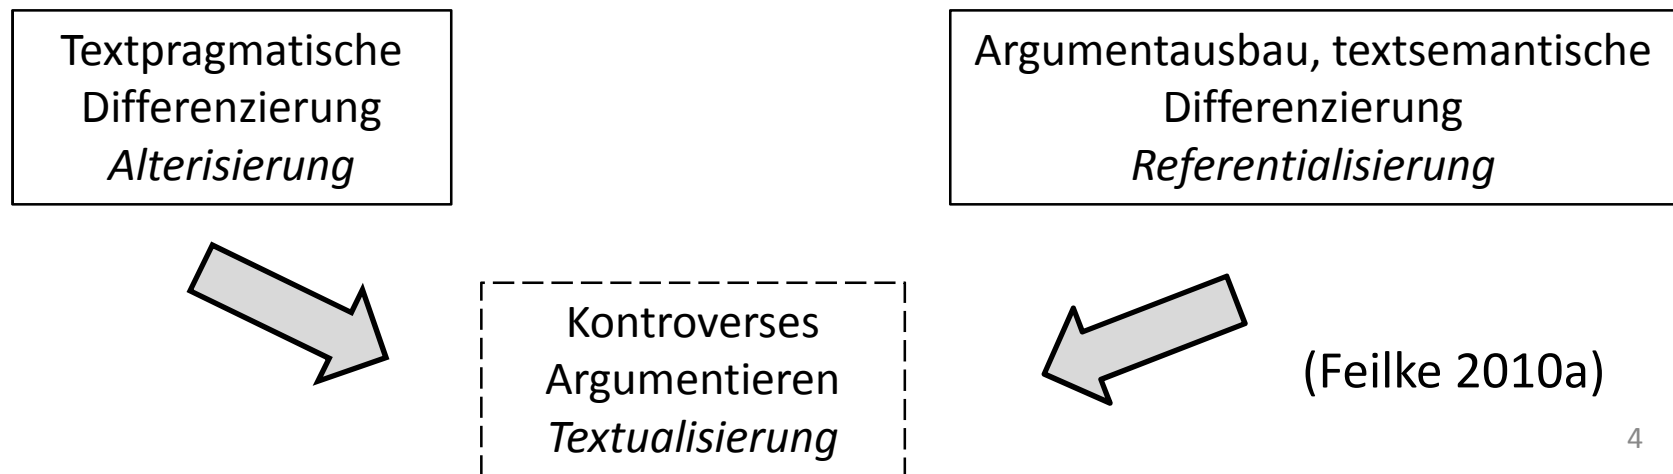 Textpragmatische
Differenzierung
Alterisierung
Argumentausbau, textsemantische
Differenzierung
Referentialisierung
Kontroverses
Argumentieren
Textualisierung
(Feilke 2010a)
4